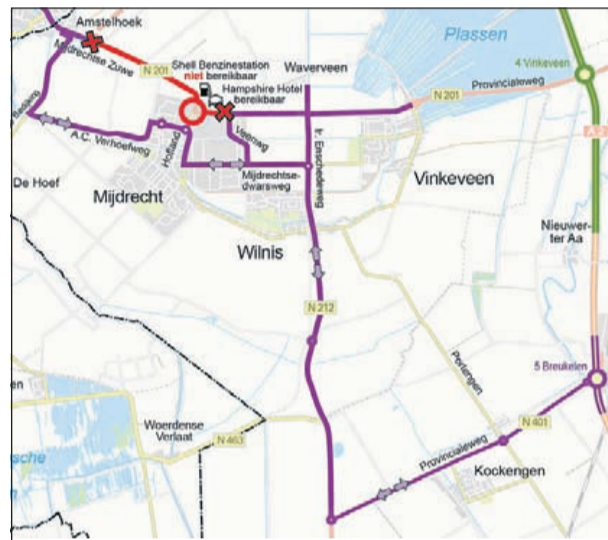 Amstelhoek
Plassen
Mijdrechtse Zuwe
N 201
Shell Benzinestation
niet bereikbaar
Waverveen
4 Vinkeveen
Hampshire Hotel
bereikbaar
Provincialeweg
N 201
A 2
Bedijkte
A.C. Verhoefweg
Hofland
Veenweg
Ir. Enschedeweg
Mijdrechtse-
dwarsweg
De Hoef
Mijdrecht
Vinkeveen
Wilnis
Nieuwer-
ter Aa
N 212
Portengen
5 Breukelen
Woerdense
Verlaat
N 463
Provincialeweg
N 401
Kockengen